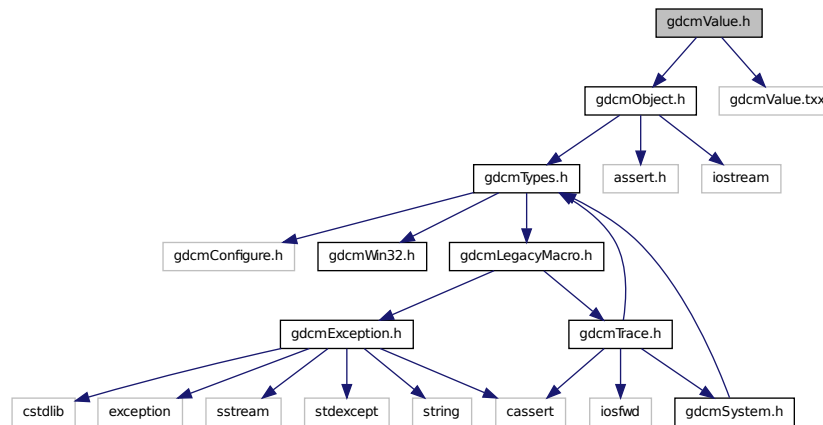 gdcmValue.h
gdcmObject.h
gdcmValue.txx
gdcmTypes.h
assert.h
iostream
gdcmConfigure.h
gdcmWin32.h
gdcmLegacyMacro.h
gdcmException.h
gdcmTrace.h
cstdlib
exception
sstream
stdexcept
string
cassert
iosfwd
gdcmSystem.h